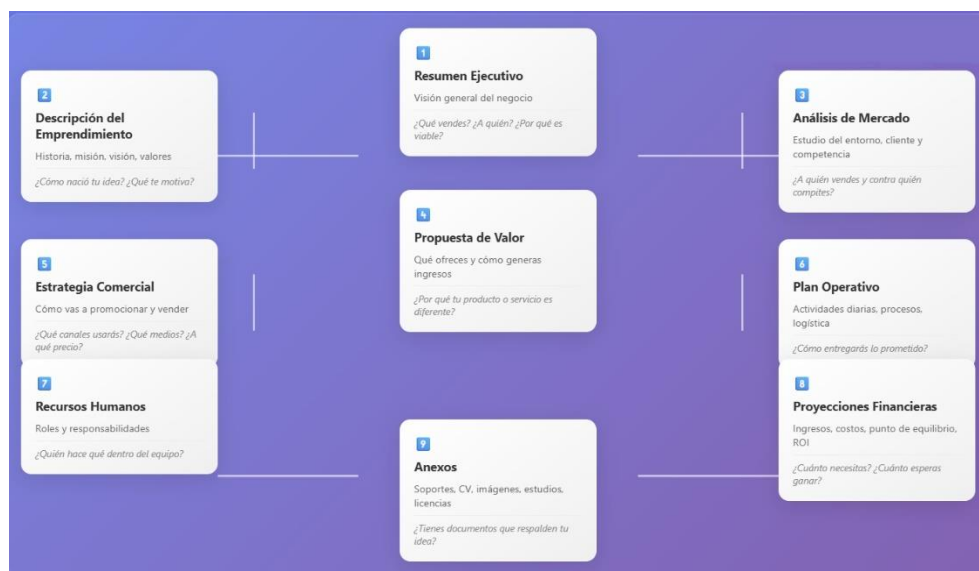 1
Resumen Ejecutivo
Visión general del negocio
¿Qué vendes? ¿A quién? ¿Por qué es
viable?
2
Descripción del
Emprendimiento
Historia, misión, visión, valores
¿Cómo nació tu idea? ¿Qué te motiva?
3
Análisis de Mercado
Estudio del entorno, cliente y
competencia
¿A quién vendes y contra quién
compites?
4
Propuesta de Valor
Qué ofreces y cómo generas
ingresos
¿Por qué tu producto o servicio es
diferente?
5
Estrategia Comercial
Cómo vas a promocionar y vender
¿Qué canales usarás? ¿Qué medios? ¿A
qué precio?
6
Plan Operativo
Actividades diarias, procesos,
logística
¿Cómo entregarás lo prometido?
7
Recursos Humanos
Roles y responsabilidades
¿Quién hace qué dentro del equipo?
8
Proyecciones Financieras
Ingresos, costos, punto de equilibrio,
ROI
¿Cuánto necesitas? ¿Cuánto esperas
ganar?
9
Anexos
Soportes, CV, imágenes, estudios,
licencias
¿Tienes documentos que respalden tu
idea?